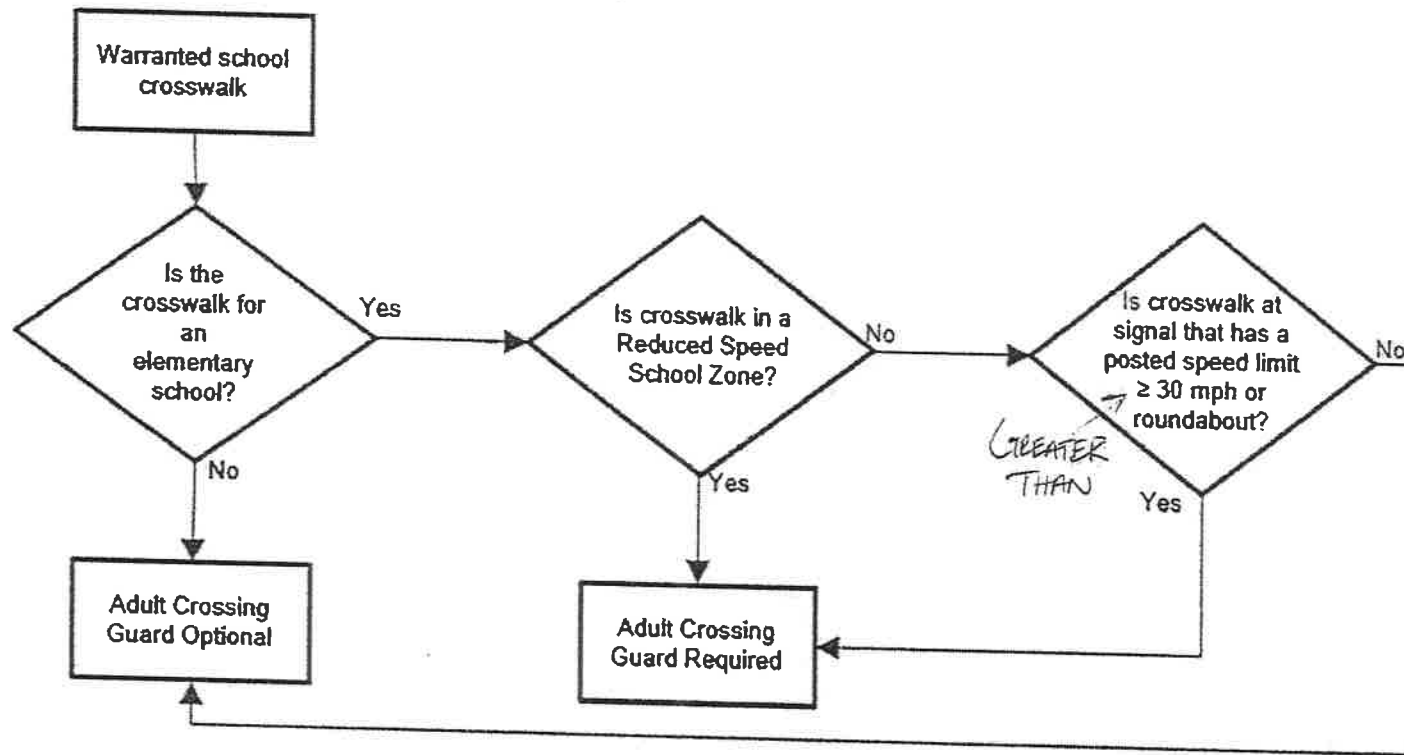 Warranted school
crosswalk
Is the
crosswalk for
an
elementary
school?
Yes
No
Is crosswalk in a
Reduced Speed
School Zone?
No
Yes
Is crosswalk at
signal that has a
posted speed limit
≥ 30 mph or
roundabout?
No
Yes
GREATER
THAN
Adult Crossing
Guard Optional
Adult Crossing
Guard Required